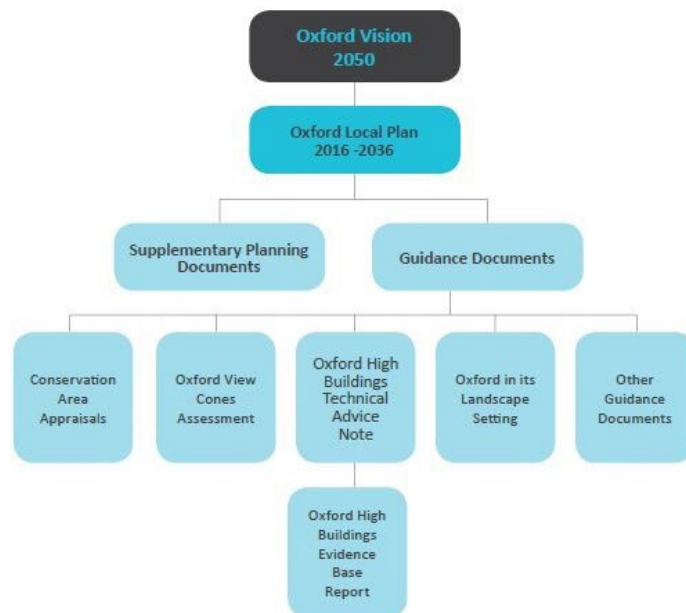 Oxford Vision
2050
Oxford Local Plan
2016 -2036
Supplementary Planning
Documents
Guidance Documents
Conservation
Area
Appraisals
Oxford View
Cones
Assessment
Oxford High
Buildings
Technical
Advice
Note
Oxford in its
Landscape
Setting
Other
Guidance
Documents
Oxford High
Buildings
Evidence
Base
Report